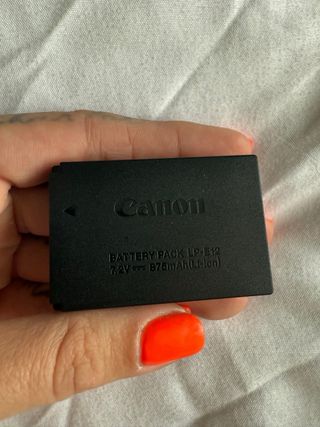 Canon
BATTERY PACK LP-E12
7.2V⎓ 875mAh(Li-ion)